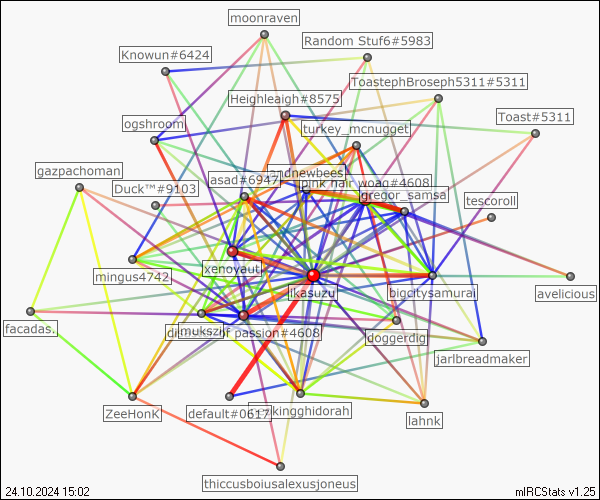 moonraven
Random Stuf6#5983
Knowun#6424
ToastephBroseph5311#5311
Heighleaigh#8575
Toast#5311
ogshroom
turkey_mcnugget
gazpachoman
landnewbees
asad#6947
pink hair woag#4608
Duck™#9103
gregor_samsa
tescoroll
xenoyaut
mingus4742
ikasuzu
bigcitysamurai
avelicious
facadas.
mukszn
passion#4608
doggerdig
jarlbreadmaker
ZeeHonK
default#0617
kingghidorah
lahnk
thiccusboiusalexusjoneus
24.10.2024 15:02
mIRCStats v1.25